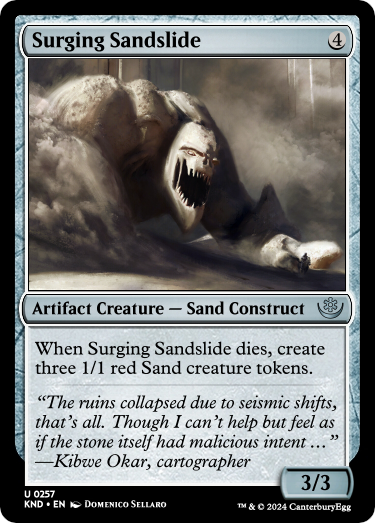 Surging Sandslide 4
Artifact Creature — Sand Construct
When Surging Sandslide dies, create
three 1/1 red Sand creature tokens.
“The ruins collapsed due to seismic shifts,
that's all. Though I can't help but feel as
if the stone itself had malicious intent …”
—Kibwe Okar, cartographer
3/3
U 0257
KND • EN Domenico Sellaro ™ & © 2024 CanterburyEgg